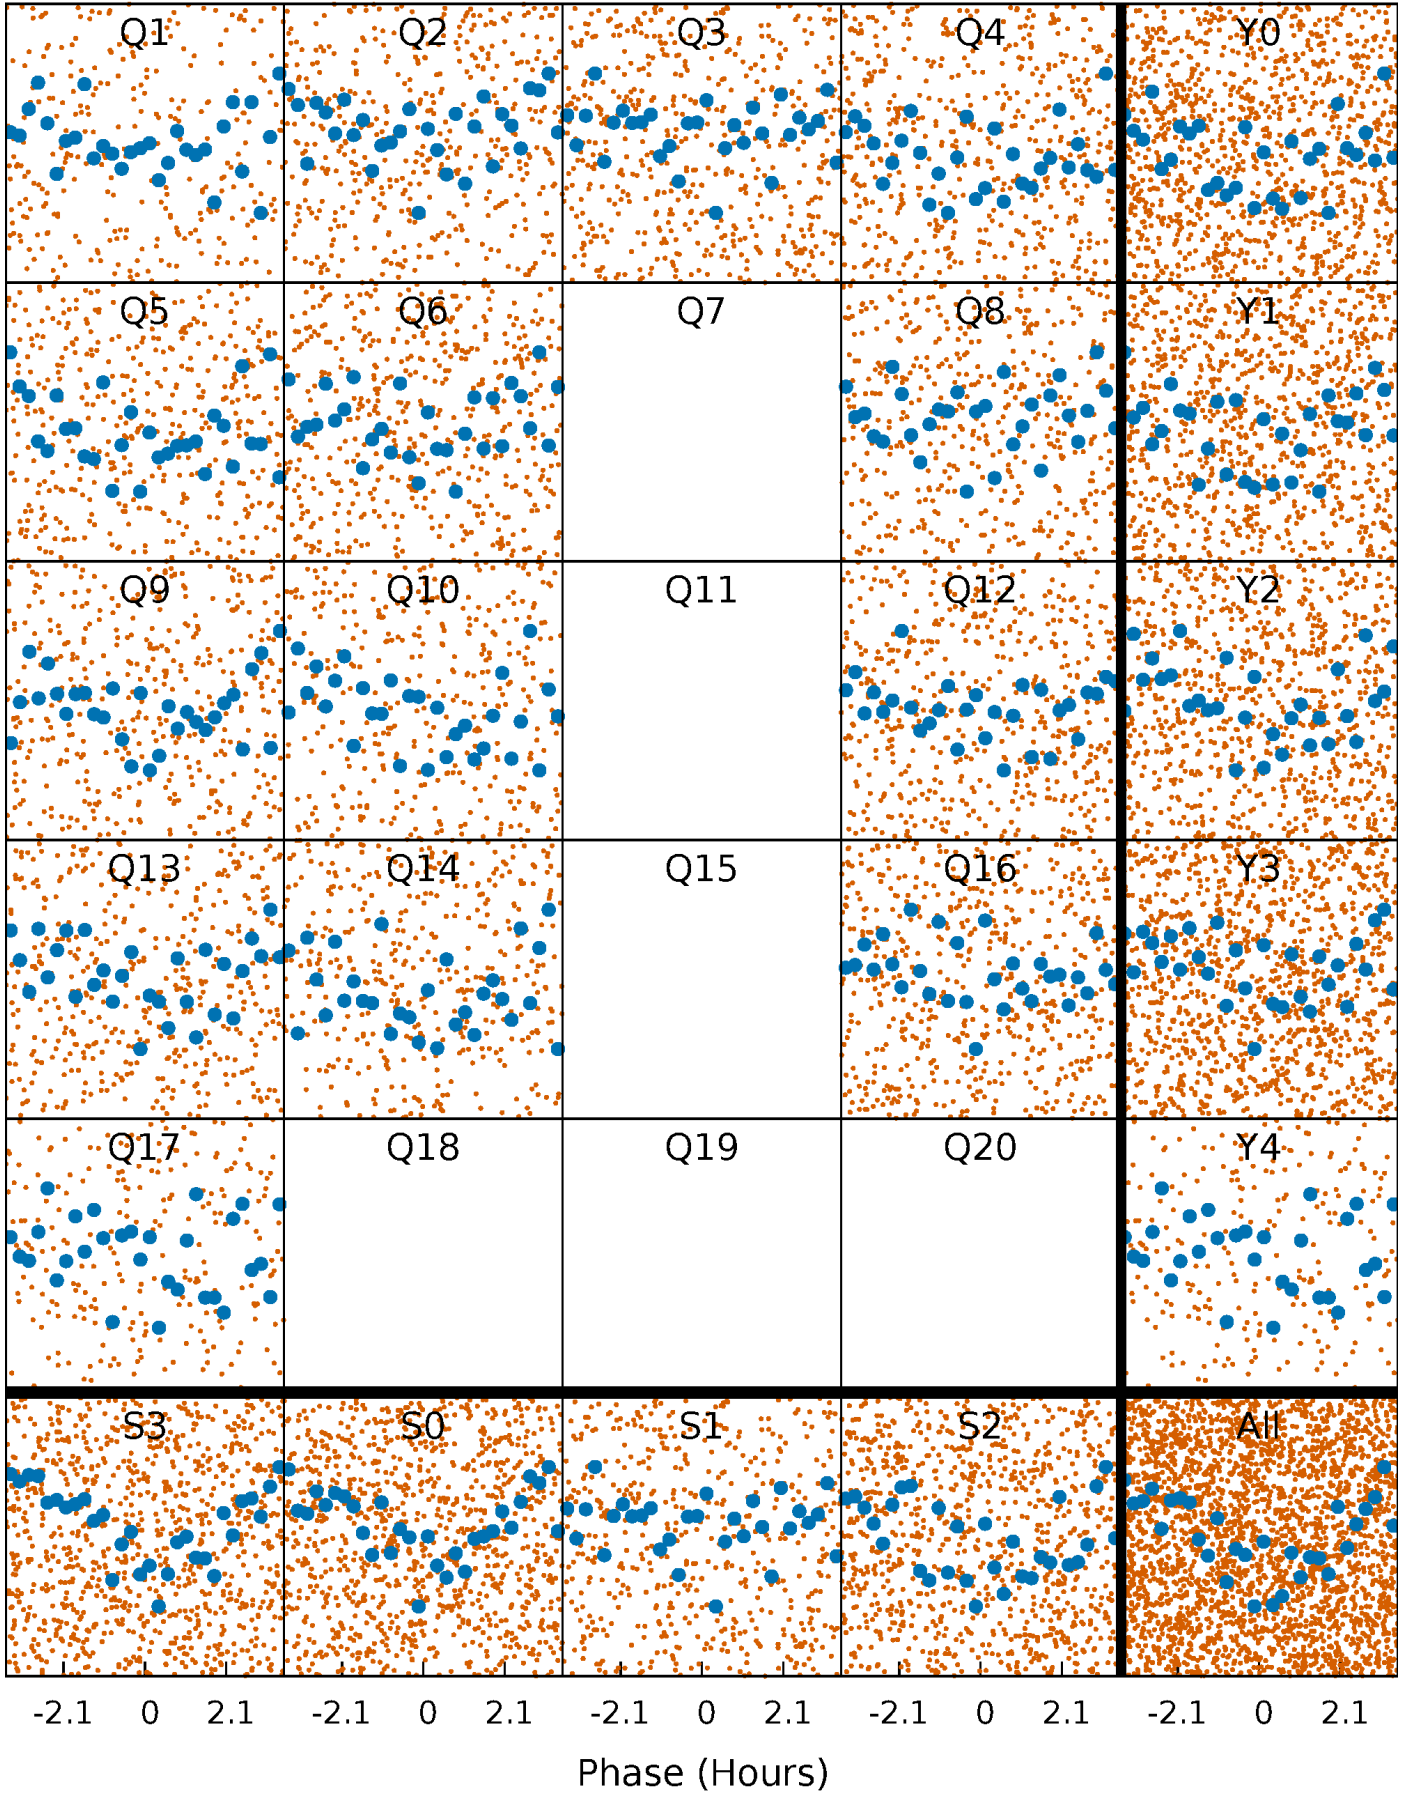 Q1 Q2 Q3 Q4 Y0
Q5 Q6 Q7 Q8 Y1
Q9 Q10 Q11 Q12 Y2
Q13 Q14 Q15 Q16 Y3
Q17 Q18 Q19 Q20 Y4
S3 S0 S1 S2 All
-2.1 0 2.1 -2.1 0 2.1 -2.1 0 2.1 -2.1 0 2.1 -2.1 0 2.1
Phase (Hours)